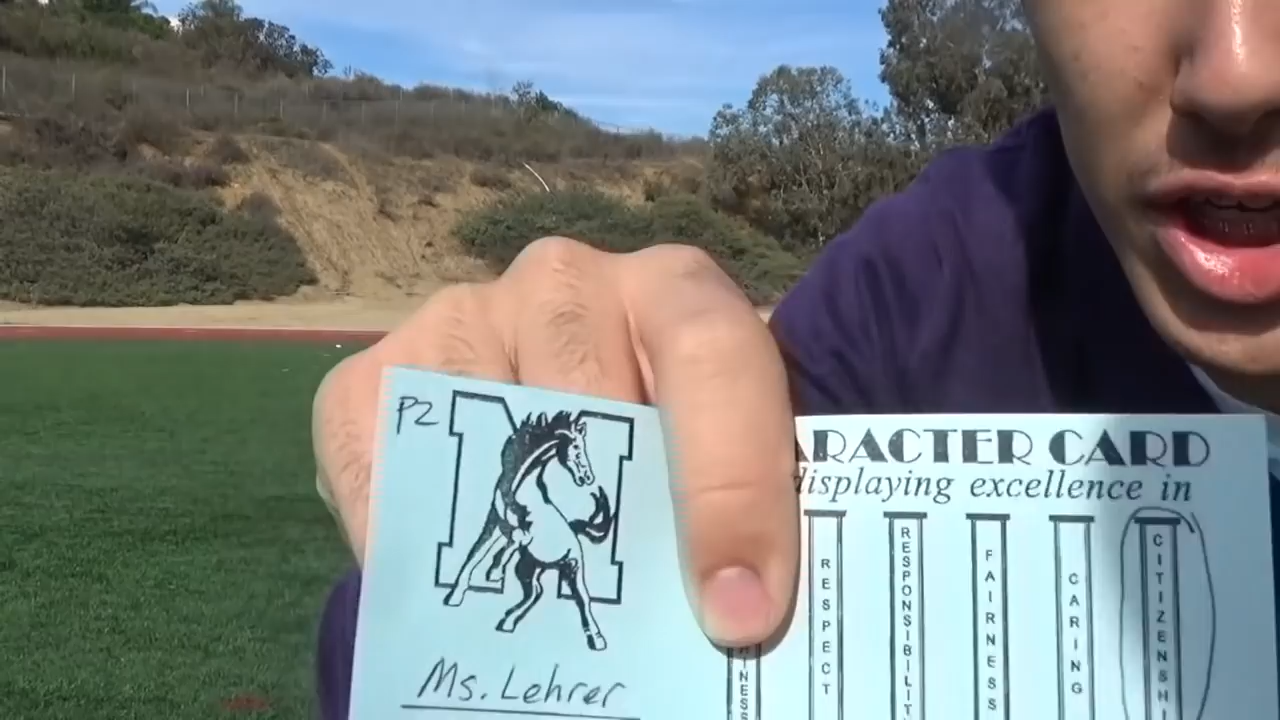 P2
M
Ms. Lehrer
ARACTER CARD
displaying excellence in
RESPECT
RESPONSIBILIT
FAIRNESS
CARING
CITIZENSHI